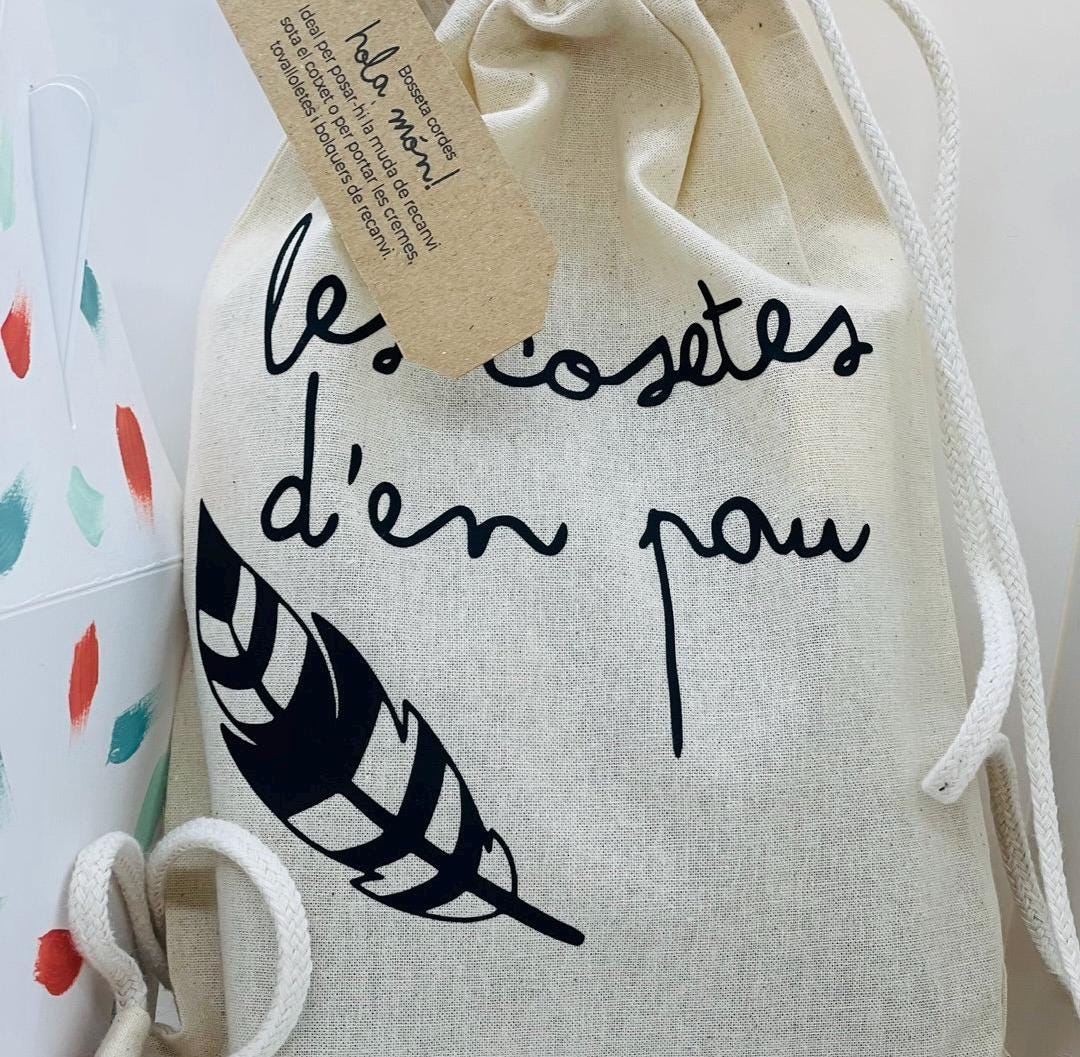 Bosseta cordes
hola món!
Ideal per posar-hi la muda de recanvi
sota el cotxet o per portar les cremes,
tovalloletes i bolquers de recanvi.
les cosetes
d'en pau